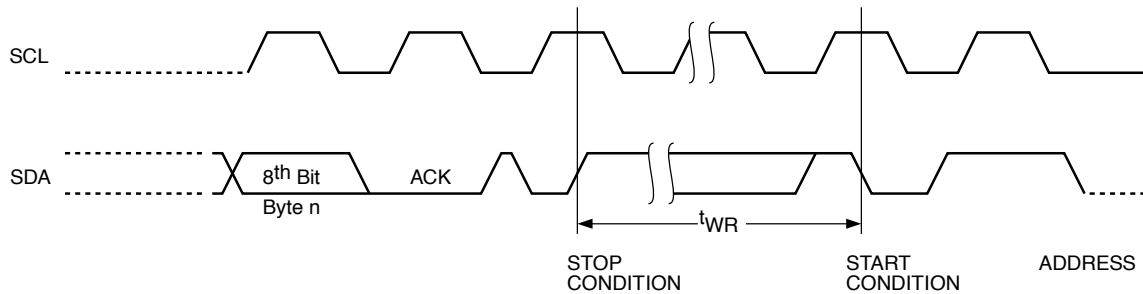 SCL
SDA
8th Bit
ACK
Byte n
tWR
STOP
CONDITION
START
CONDITION
ADDRESS